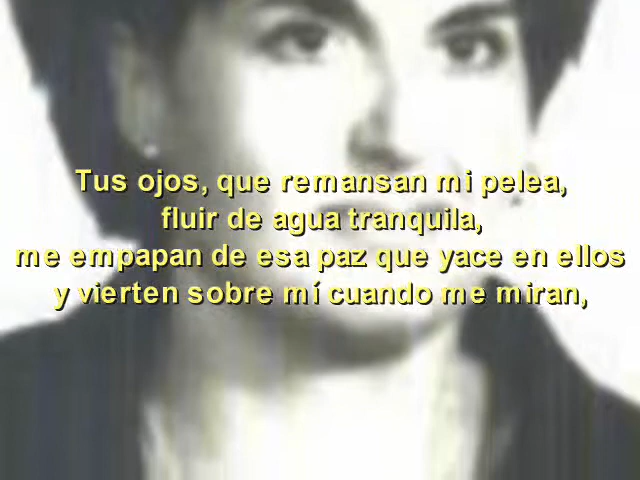 Tus ojos, que remansan mi pelea,
fluir de agua tranquila,
me empapan de esa paz que yace en ellos
y vierten sobre mí cuando me miran,